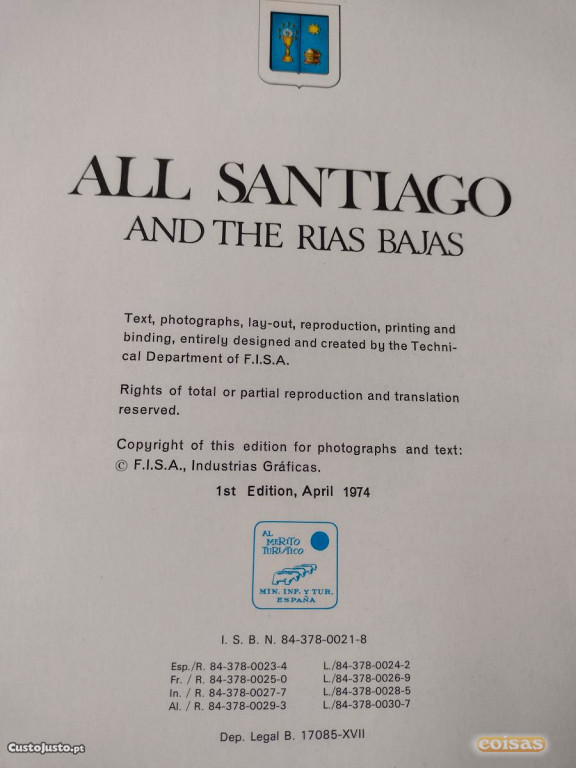 ALL SANTIAGO
AND THE RIAS BAJAS
Text, photographs, lay-out, reproduction, printing and
binding, entirely designed and created by the Techni-
cal Department of F.I.S.A.
Rights of total or partial reproduction and translation
reserved.
Copyright of this edition for photographs and text:
© F.I.S.A., Industrias Gráficas.
1st Edition, April 1974
AL
MERITO
TURISTICO
MIN. INF. Y TUR.
ESPAÑA
I. S. B. N. 84-378-0021-8
Esp./R. 84-378-0023-4 L./84-378-0024-2
Fr. / R. 84-378-0025-0 L./84-378-0026-9
In. / R. 84-378-0027-7 L./84-378-0028-5
Al. / R. 84-378-0029-3 L./84-378-0030-7
Dep. Legal B. 17085-XVII
CustoJusto.pt
coisas